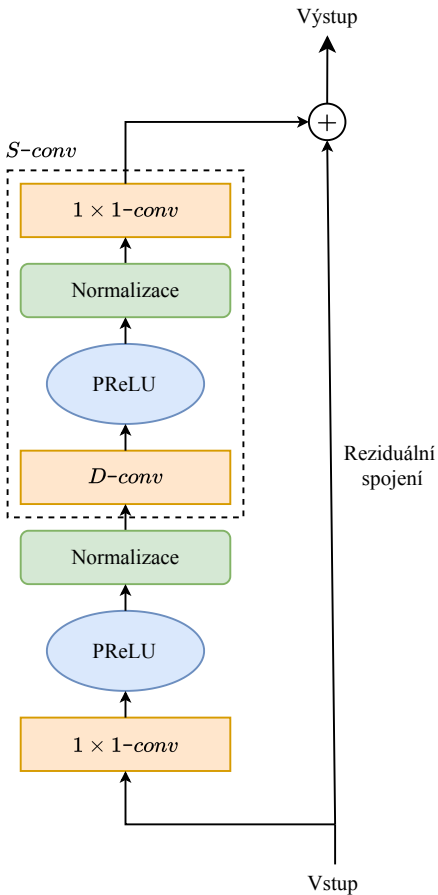 Výstup
+
S-conv
1 × 1-conv
Normalizace
PReLU
D-conv
Reziduální
spojení
Normalizace
PReLU
1 × 1-conv
Vstup